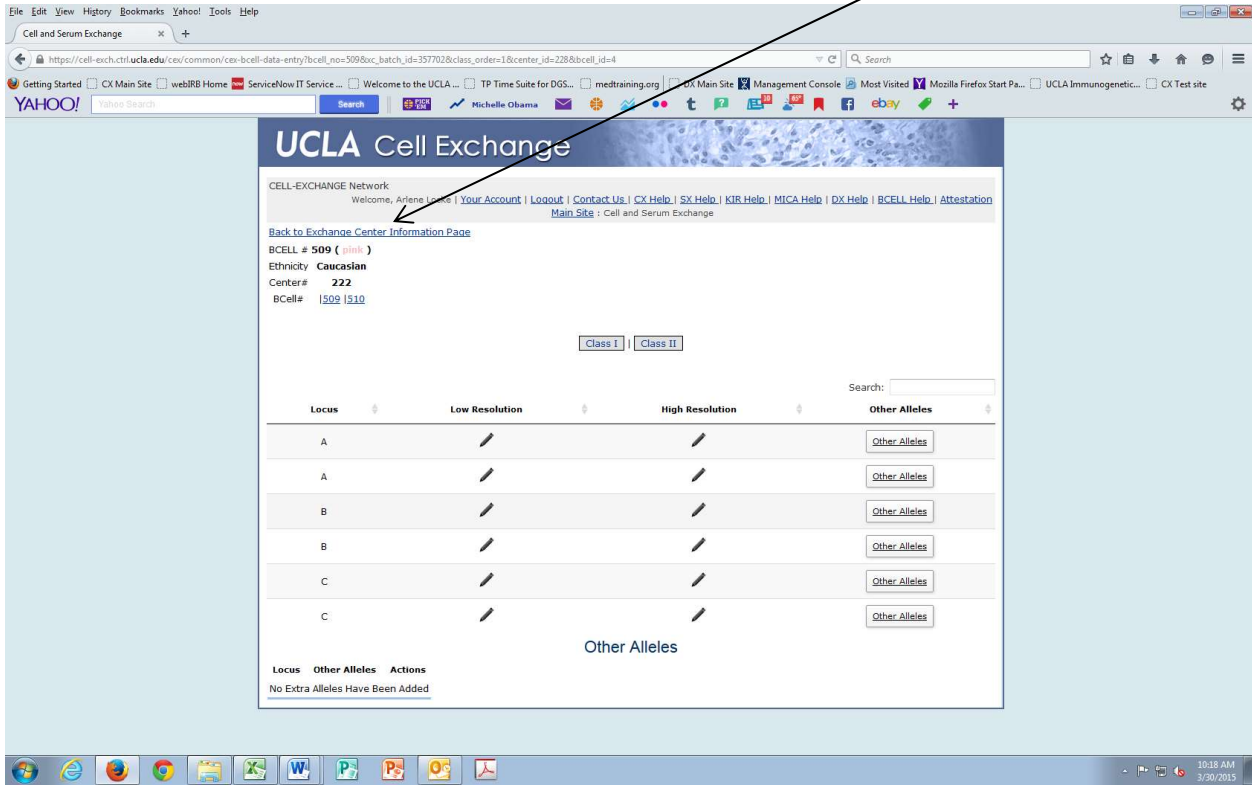 File Edit View History Bookmarks Yahoo! Tools Help
Cell and Serum Exchange × +
https://cell-exch.ctrl.ucla.edu/cex/common/cex-bcell-data-entry?bcell_no=509&xc_batch_id=357702&class_order=1&center_id=228&bcell_id=4
Search
Getting Started CX Main Site webIRB Home ServiceNow IT Service ... Welcome to the UCLA ... TP Time Suite for DGS... medtraining.org DX Main Site Management Console Most Visited Mozilla Firefox Start Pa... UCLA Immunogenetic... CX Test site
YAHOO! Yahoo Search Search Michelle Obama ebay +
UCLA Cell Exchange
CELL-EXCHANGE Network
Welcome, Arlene Locke | Your Account | Logout | Contact Us | CX Help | SX Help | KIR Help | MICA Help | DX Help | BCELL Help | Attestation
Main Site : Cell and Serum Exchange
Back to Exchange Center Information Page
BCELL # 509 ( pink )
Ethnicity Caucasian
Center# 222
BCell# |509 |510
Class I | Class II
Search:
Locus Low Resolution High Resolution Other Alleles
A Other Alleles
A Other Alleles
B Other Alleles
B Other Alleles
C Other Alleles
C Other Alleles
Other Alleles
Locus Other Alleles Actions
No Extra Alleles Have Been Added
10:18 AM
3/30/2015